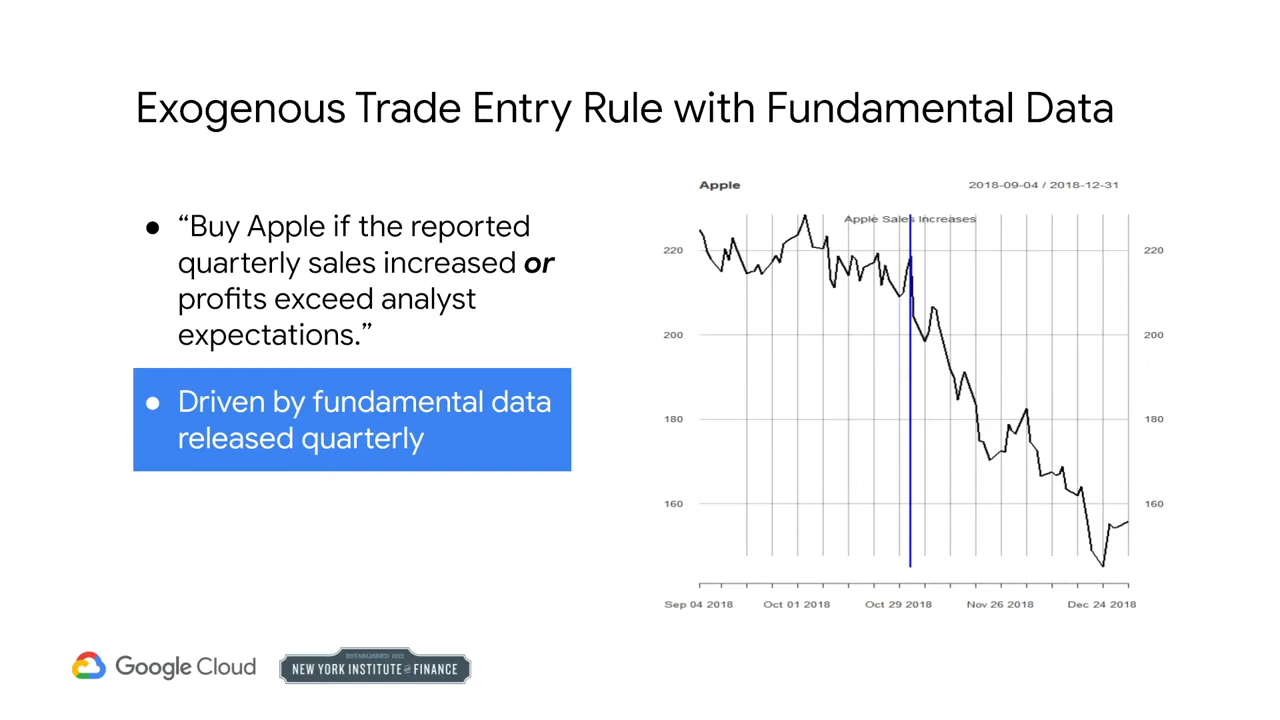 Exogenous Trade Entry Rule with Fundamental Data
● “Buy Apple if the reported
quarterly sales increased or
profits exceed analyst
expectations.”
● Driven by fundamental data
released quarterly
Apple
2018-09-04 / 2018-12-31
Apple Sales Increases
220
220
200
200
180
180
160
160
Sep 04 2018 Oct 01 2018 Oct 29 2018 Nov 26 2018 Dec 24 2018
Google Cloud
ESTABLISHED 1922
NEW YORK INSTITUTE OF FINANCE